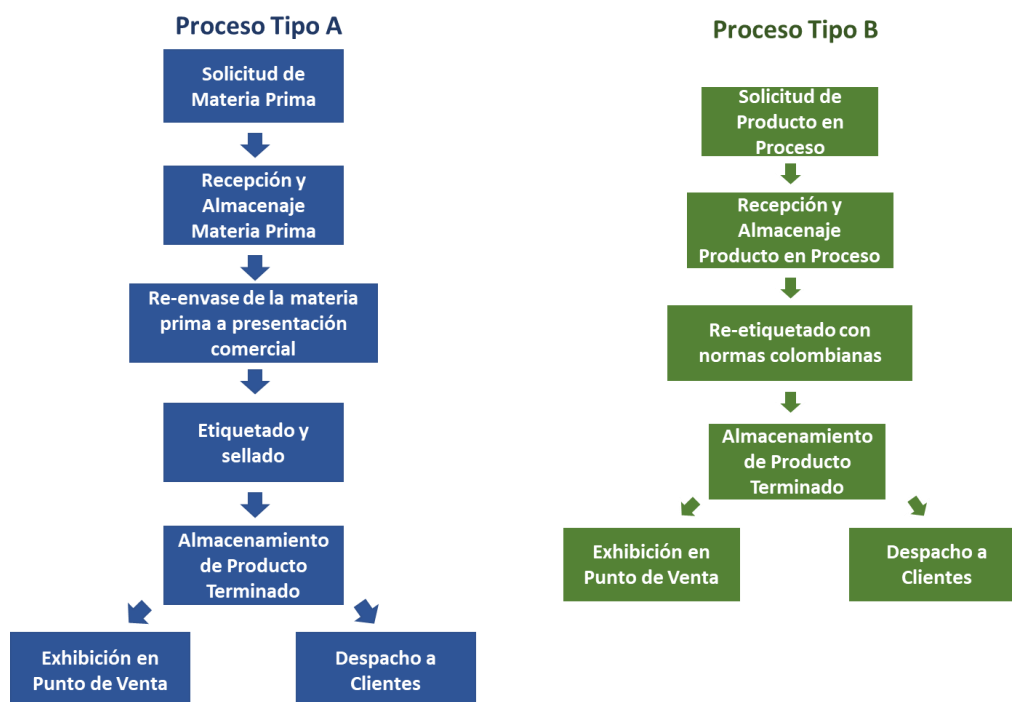 Proceso Tipo A
Solicitud de
Materia Prima
Recepción y
Almacenaje
Materia Prima
Re-envase de la materia
prima a presentación
comercial
Etiquetado y
sellado
Almacenamiento
de Producto
Terminado
Exhibición en
Punto de Venta
Despacho a
Clientes
Proceso Tipo B
Solicitud de
Producto en
Proceso
Recepción y
Almacenaje
Producto en Proceso
Re-etiquetado con
normas colombianas
Almacenamiento
de Producto
Terminado
Exhibición en
Punto de Venta
Despacho a
Clientes